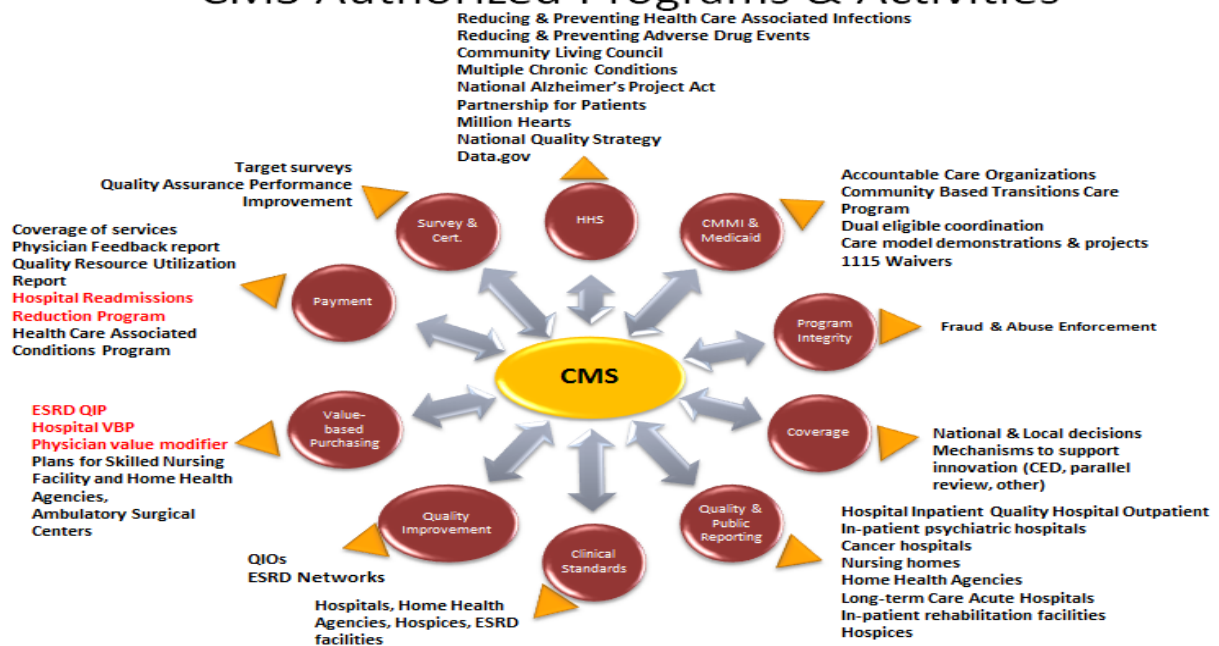 CMS Authorized Programs & Activities
Reducing & Preventing Health Care Associated Infections
Reducing & Preventing Adverse Drug Events
Community Living Council
Multiple Chronic Conditions
National Alzheimer's Project Act
Partnership for Patients
Million Hearts
National Quality Strategy
Data.gov
HHS
Target surveys
Quality Assurance Performance
Improvement
Survey &
Cert.
Accountable Care Organizations
Community Based Transitions Care
Program
Dual eligible coordination
Care model demonstrations & projects
1115 Waivers
CMMI &
Medicaid
Coverage of services
Physician Feedback report
Quality Resource Utilization
Report
Hospital Readmissions
Reduction Program
Health Care Associated
Conditions Program
Payment
Program
Integrity
Fraud & Abuse Enforcement
CMS
ESRD QIP
Hospital VBP
Physician value modifier
Plans for Skilled Nursing
Facility and Home Health
Agencies,
Ambulatory Surgical
Centers
Value-
based
Purchasing
Coverage
National & Local decisions
Mechanisms to support
innovation (CED, parallel
review, other)
Quality
Improvement
QIOs
ESRD Networks
Clinical
Standards
Hospitals, Home Health
Agencies, Hospices, ESRD
facilities
Quality &
Public
Reporting
Hospital Inpatient Quality Hospital Outpatient
In-patient psychiatric hospitals
Cancer hospitals
Nursing homes
Home Health Agencies
Long-term Care Acute Hospitals
In-patient rehabilitation facilities
Hospices